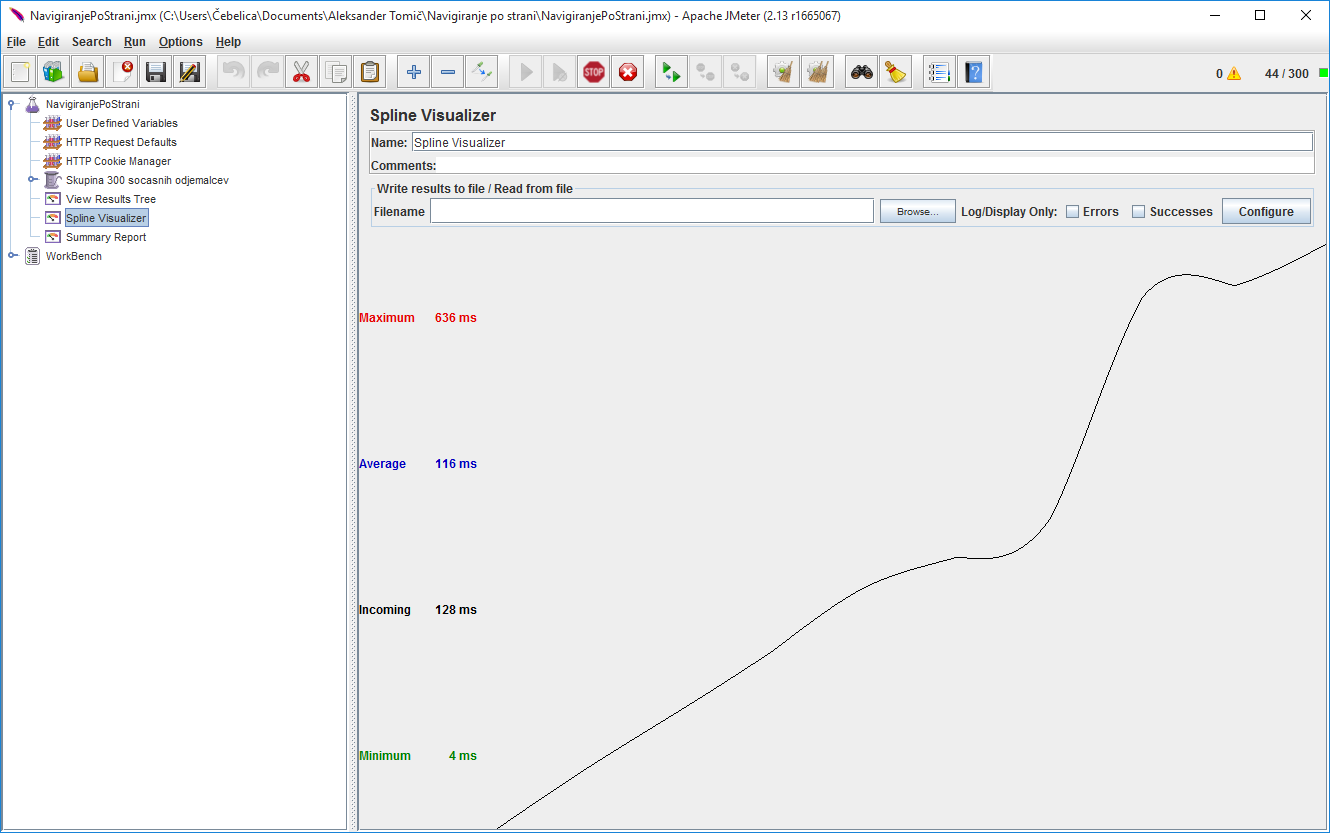 NavigiranjePoStrani.jmx (C:\Users\Čebelica\Documents\Aleksander Tomič\Navigiranje po strani\NavigiranjePoStrani.jmx) - Apache JMeter (2.13 r1665067)
File Edit Search Run Options Help
STOP
0 44 / 300
NavigiranjePoStrani
User Defined Variables
HTTP Request Defaults
HTTP Cookie Manager
Skupina 300 socasnih odjemalcev
View Results Tree
Spline Visualizer
Summary Report
WorkBench
Spline Visualizer
Name: Spline Visualizer
Comments:
Write results to file / Read from file
Filename Browse... Log/Display Only: Errors Successes Configure
Maximum 636 ms
Average 116 ms
Incoming 128 ms
Minimum 4 ms